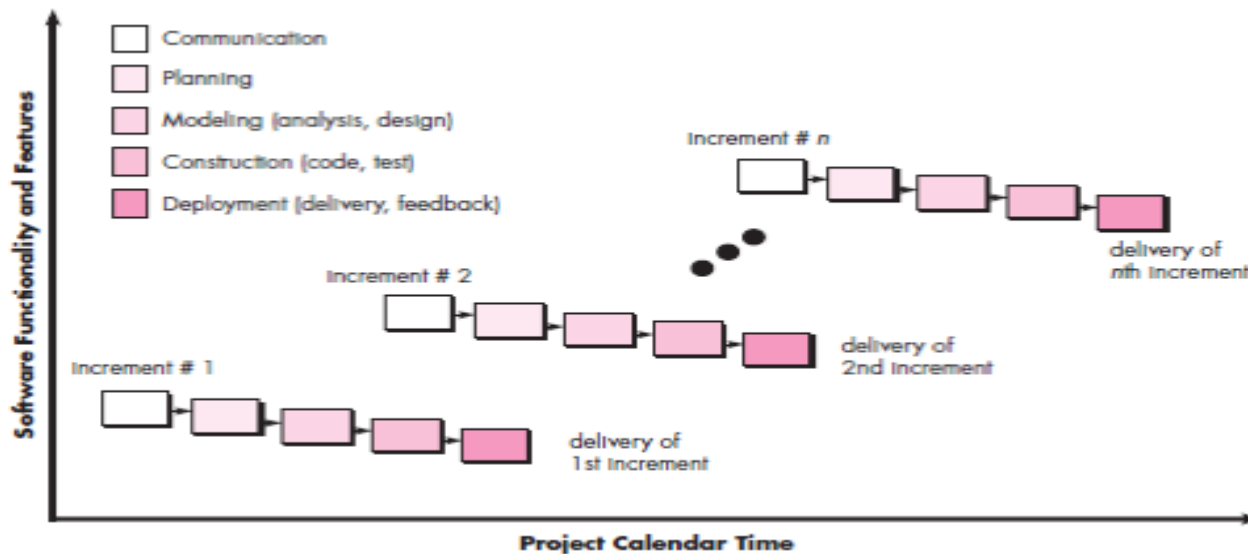 Software Functionality and Features
Communication
Planning
Modeling (analysis, design)
Construction (code, test)
Deployment (delivery, feedback)
Increment # n
delivery of
nth Increment
Increment # 2
delivery of
2nd Increment
Increment # 1
delivery of
1st Increment
Project Calendar Time